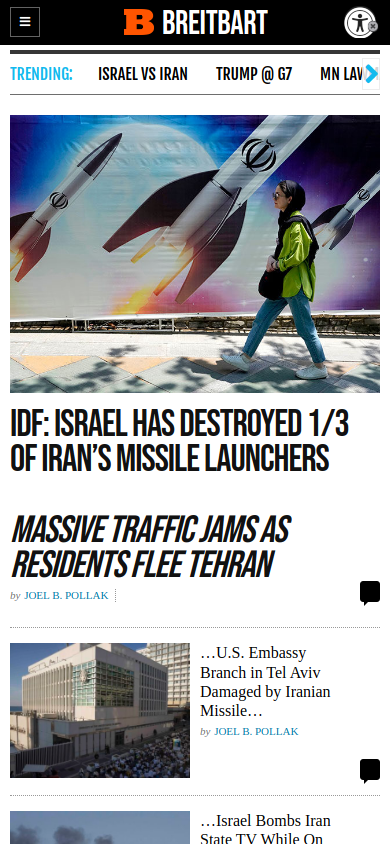 BREITBART
TRENDING:
ISRAEL VS IRAN
TRUMP @ G7
IDF: ISRAEL HAS DESTROYED 1/3
OF IRAN’S MISSILE LAUNCHERS
MASSIVE TRAFFIC JAMS AS
RESIDENTS FLEE TEHRAN
by JOEL B. POLLAK
…U.S. Embassy
Branch in Tel Aviv
Damaged by Iranian
Missile…
by JOEL B. POLLAK
…Israel Bombs Iran
State TV While On